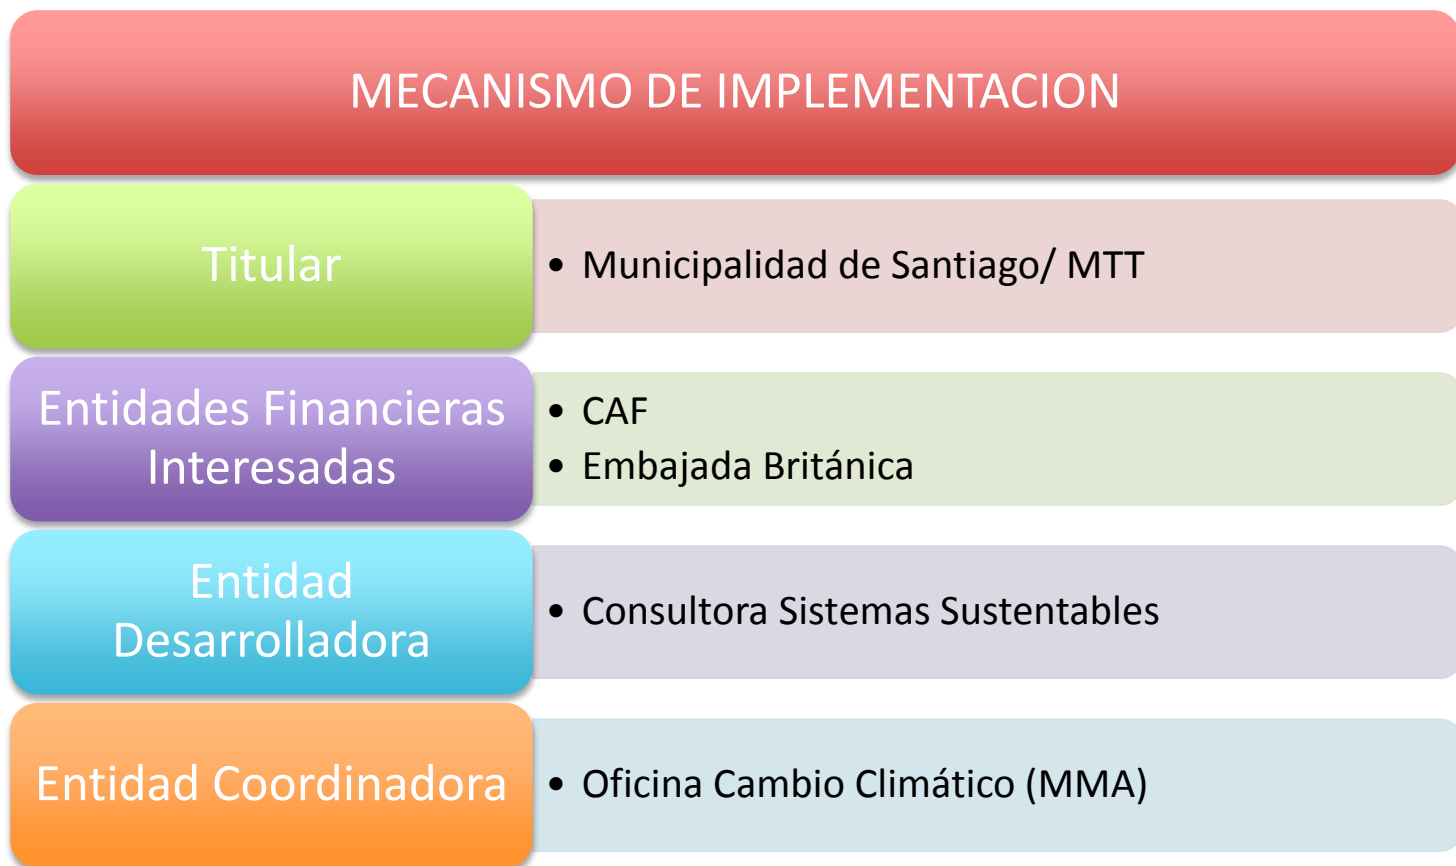 MECANISMO DE IMPLEMENTACION
Titular
• Municipalidad de Santiago/ MTT
Entidades Financieras
Interesadas
• CAF
• Embajada Británica
Entidad
Desarrolladora
• Consultora Sistemas Sustentables
Entidad Coordinadora
• Oficina Cambio Climático (MMA)